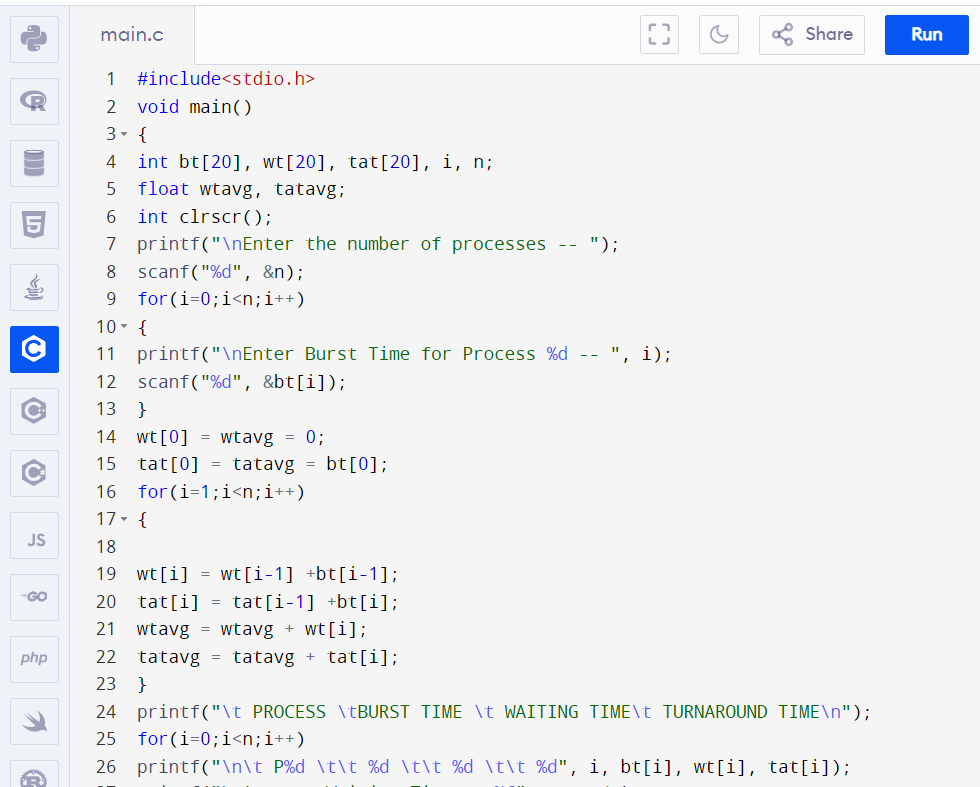 main.c
Share
Run
1 #include<stdio.h>
2 void main()
3 {
4 int bt[20], wt[20], tat[20], i, n;
5 float wtavg, tatavg;
6 int clrscr();
7 printf("\nEnter the number of processes -- ");
8 scanf("%d", &n);
9 for(i=0;i<n;i++)
10 {
11 printf("\nEnter Burst Time for Process %d -- ", i);
12 scanf("%d", &bt[i]);
13 }
14 wt[0] = wtavg = 0;
15 tat[0] = tatavg = bt[0];
16 for(i=1;i<n;i++)
17 {
18
19 wt[i] = wt[i-1] +bt[i-1];
20 tat[i] = tat[i-1] +bt[i];
21 wtavg = wtavg + wt[i];
22 tatavg = tatavg + tat[i];
23 }
24 printf("\t PROCESS \tBURST TIME \t WAITING TIME\t TURNAROUND TIME\n");
25 for(i=0;i<n;i++)
26 printf("\n\t P%d \t\t %d \t\t %d \t\t %d", i, bt[i], wt[i], tat[i]);
R
5
C
C
C
JS
GO
php